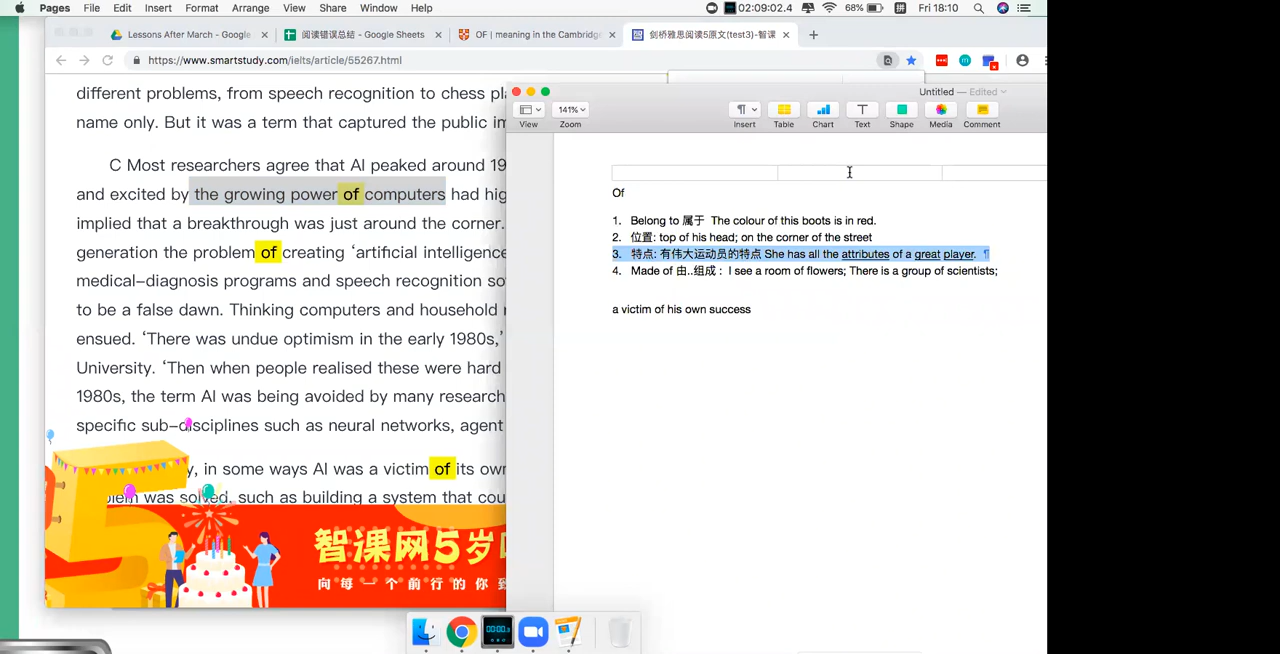 Pages File Edit Insert Format Arrange View Share Window Help 02:09:02.4 68% 拼 Fri 18:10
Lessons After March - Google 阅读错误总结 - Google Sheets OF | meaning in the Cambridge 剑桥雅思阅读5原文(test3)-智课
https://www.smartstudy.com/ielts/article/55267.html
different problems, from speech recognition to chess
name only. But it was a term that captured the public
C Most researchers agree that AI peaked around 19
and excited by the growing power of computers had
implied that a breakthrough was just around the corner.
generation the problem of creating ‘artificial intelligence
medical-diagnosis programs and speech recognition
to be a false dawn. Thinking computers and household
ensued. ‘There was undue optimism in the early 1980s,’
University. ‘Then when people realised these were hard
1980s, the term AI was being avoided by many
specific sub-disciplines such as neural networks, agent
in some ways AI was a victim of its
was solved, such as building a system that
智课网5岁
向每一个前行的你
Untitled — Edited
141%
View Zoom Insert Table Chart Text Shape Media Comment
Of
1. Belong to 属于 The colour of this boots is in red.
2. 位置: top of his head; on the corner of the street
3. 特点: 有伟大运动员的特点 She has all the attributes of a great player.
4. Made of 由..组成 : I see a room of flowers; There is a group of scientists;
a victim of his own success